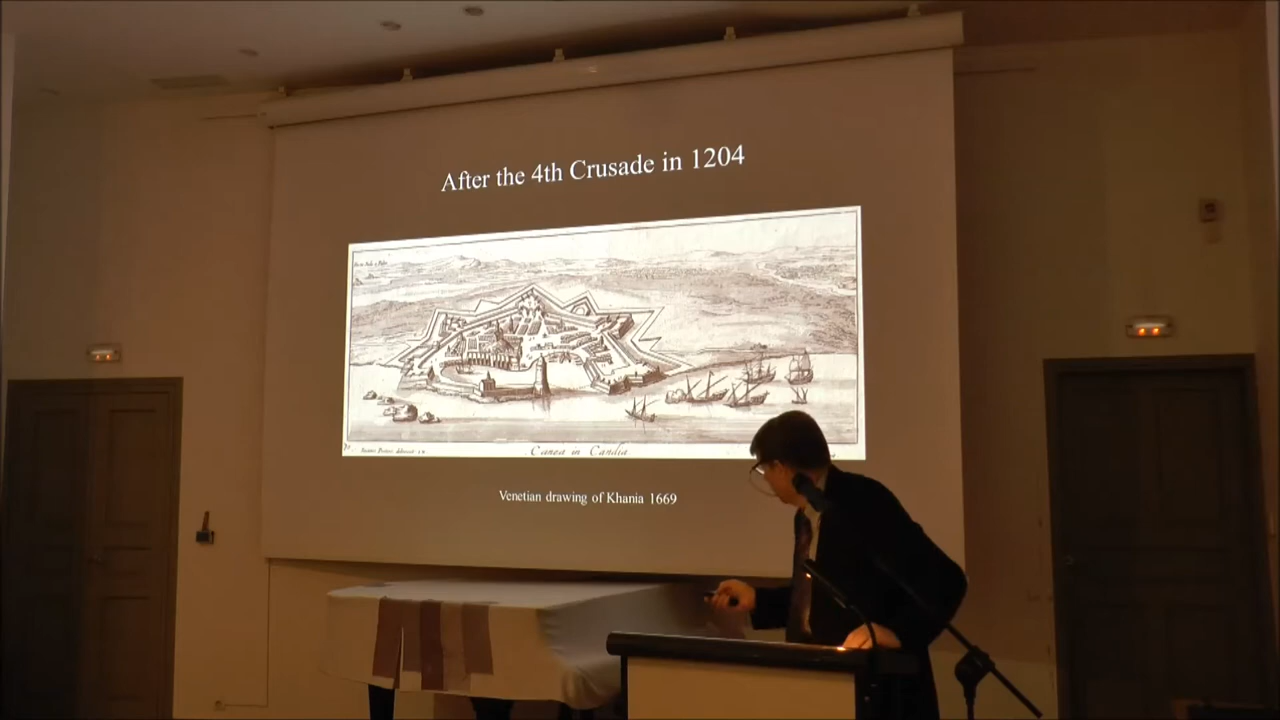 After the 4th Crusade in 1204
Canea in Candia
Venetian drawing of Khania 1669